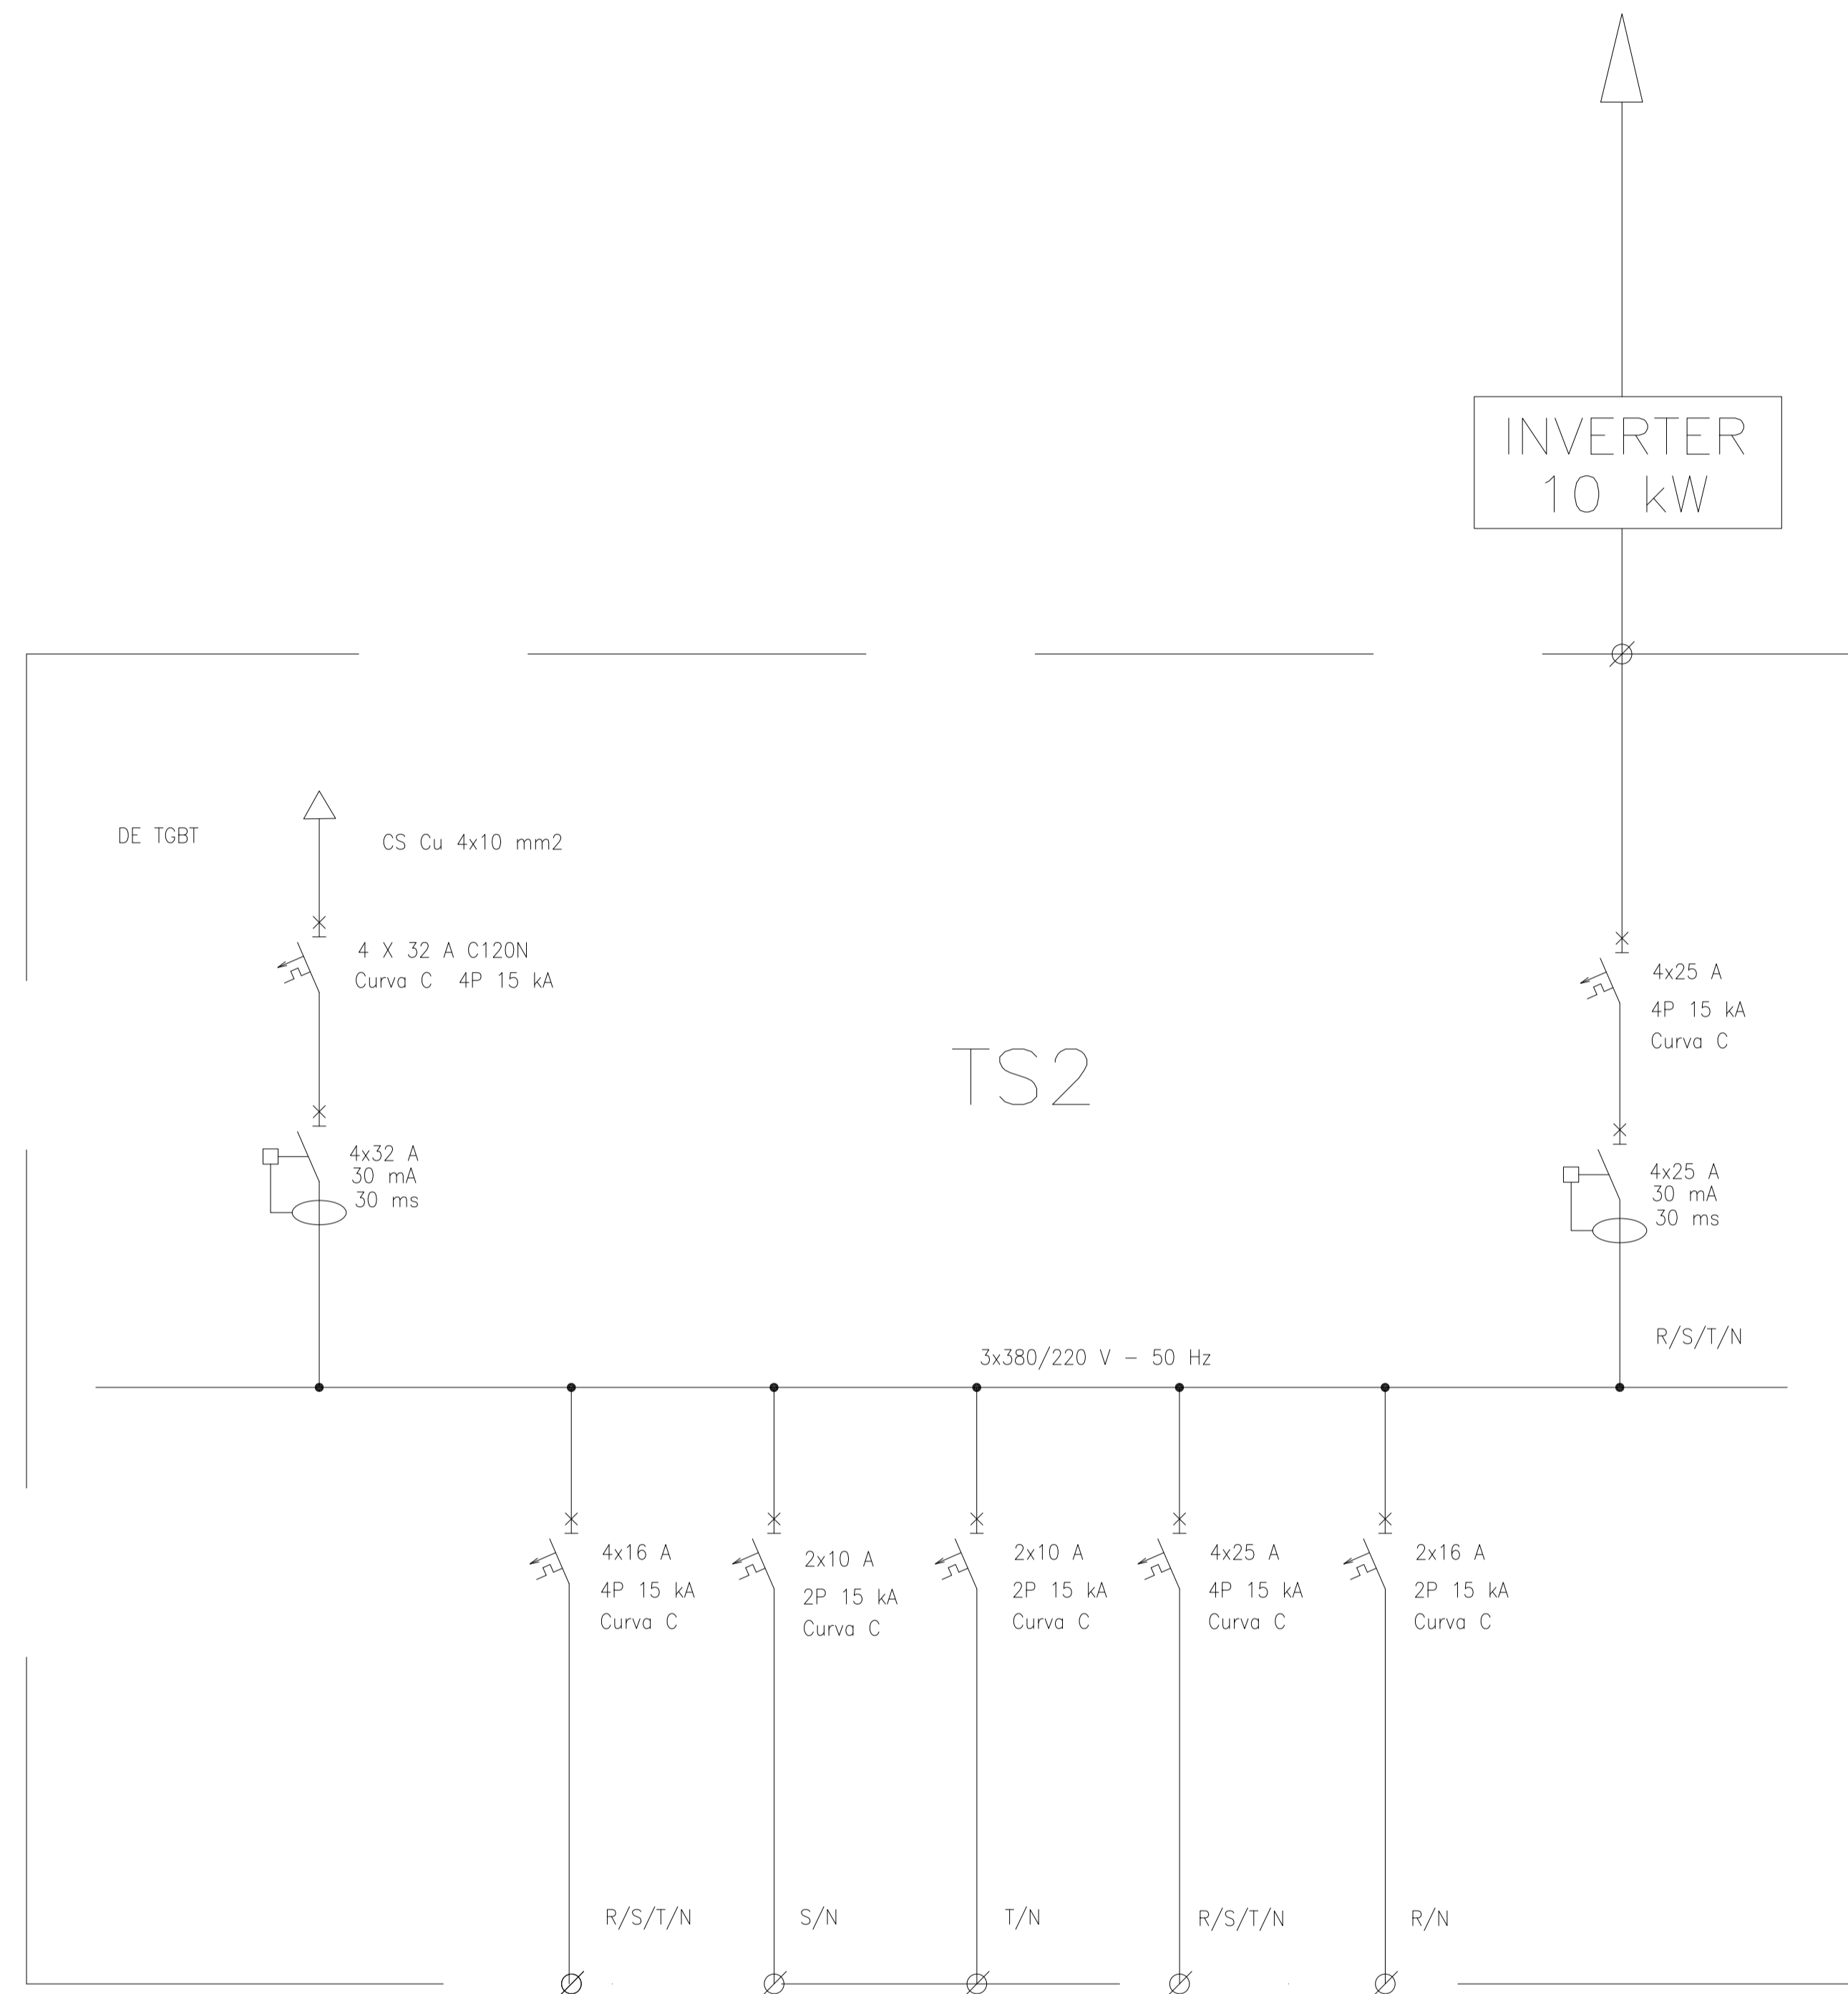 INVERTER
10 kW
DE TGBT
CS Cu 4x10 mm2
4 X 32 A C120N
Curva C 4P 15 kA
4x25 A
4P 15 kA
Curva C
TS2
4x32 A
30 mA
30 ms
4x25 A
30 mA
30 ms
R/S/T/N
3x380/220 V - 50 Hz
4x16 A
4P 15 kA
Curva C
2x10 A
2P 15 kA
Curva C
2x10 A
2P 15 kA
Curva C
4x25 A
4P 15 kA
Curva C
2x16 A
2P 15 kA
Curva C
R/S/T/N
S/N
T/N
R/S/T/N
R/N